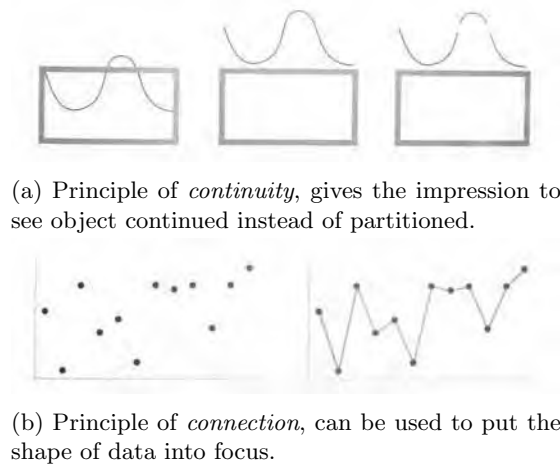 (a) Principle of continuity, gives the impression to
see object continued instead of partitioned.
(b) Principle of connection, can be used to put the
shape of data into focus.